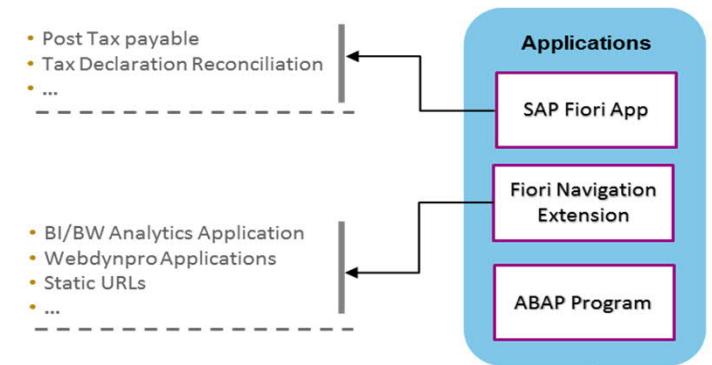 • Post Tax payable
• Tax Declaration Reconciliation
• ...
• BI/BW Analytics Application
• Webdynpro Applications
• Static URLs
• ...
Applications
SAP Fiori App
Fiori Navigation
Extension
ABAP Program